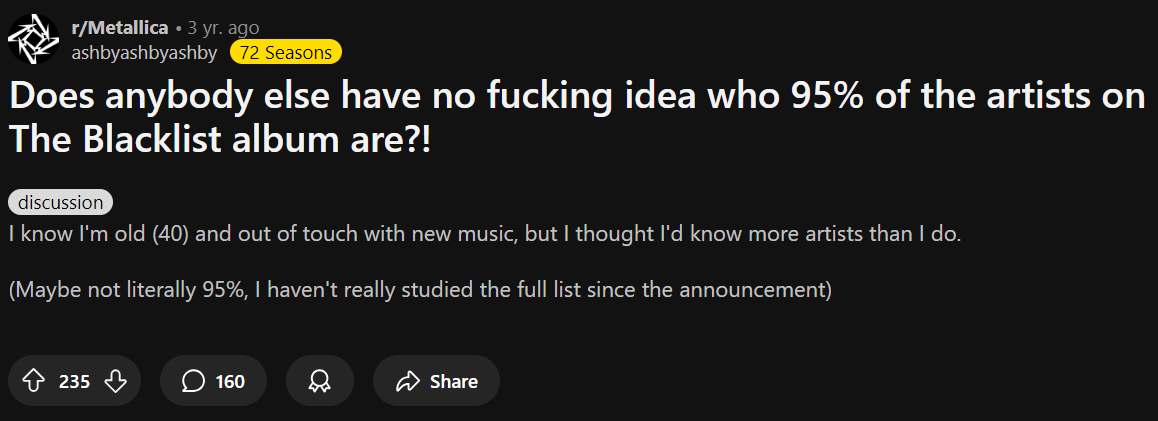 r/Metallica • 3 yr. ago
ashbyashbyashby 72 Seasons
Does anybody else have no fucking idea who 95% of the artists on
The Blacklist album are?!
discussion
I know I'm old (40) and out of touch with new music, but I thought I'd know more artists than I do.
(Maybe not literally 95%, I haven't really studied the full list since the announcement)
235 160 Share